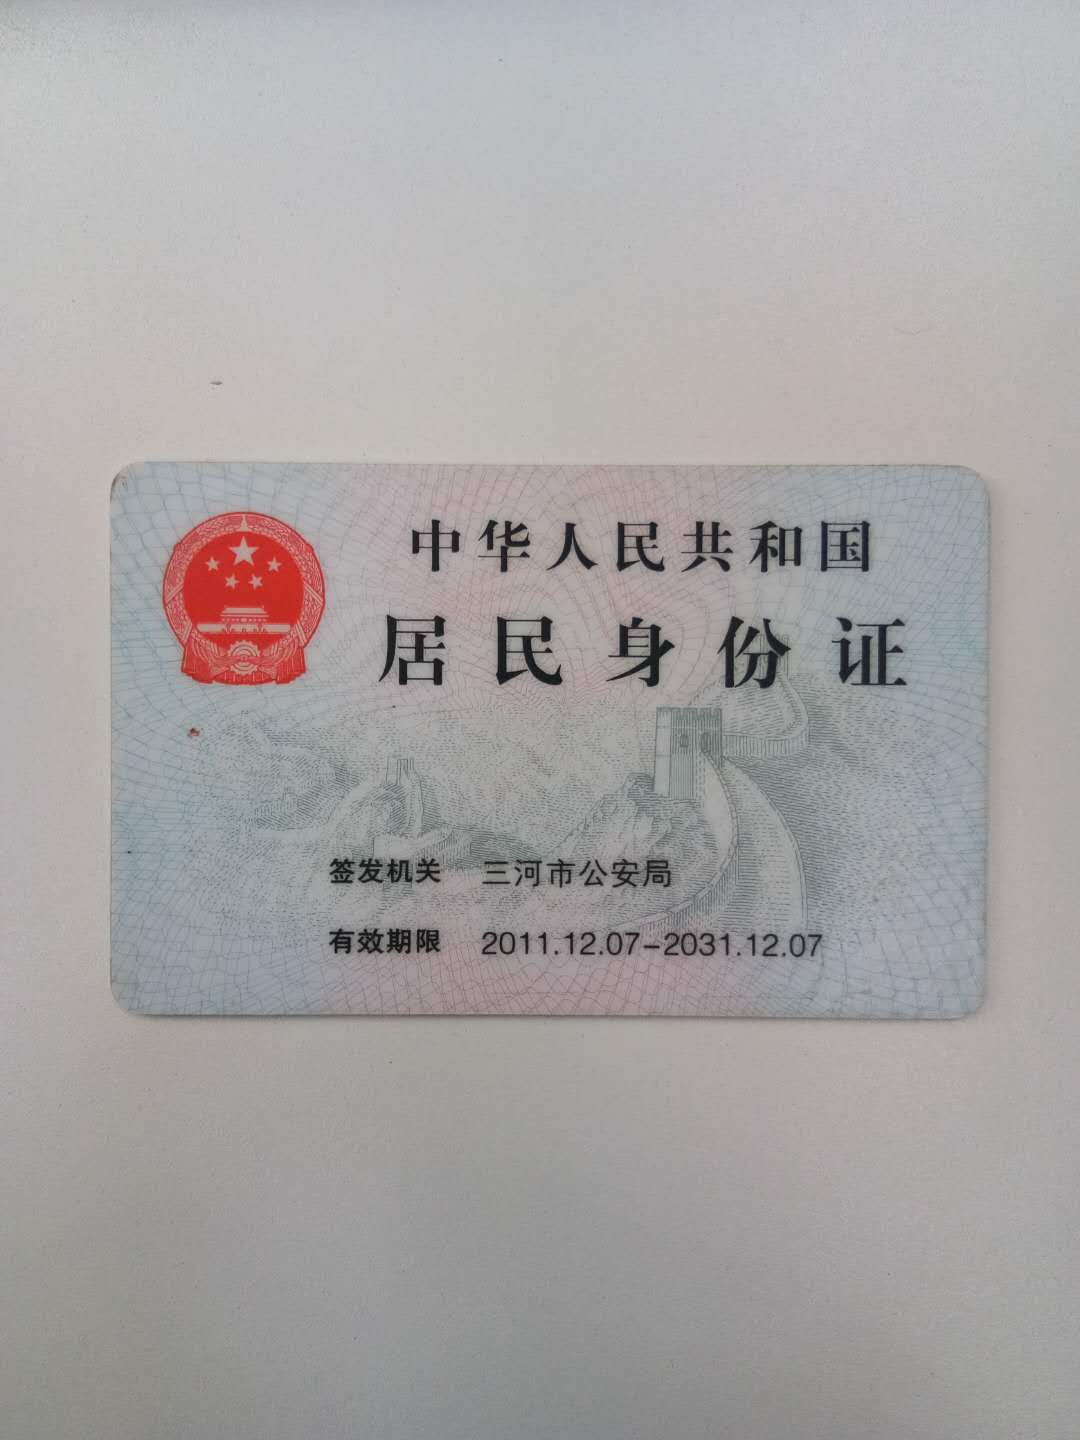 中华人民共和国
居民身份证
签发机关 三河市公安局
有效期限 2011.12.07-2031.12.07